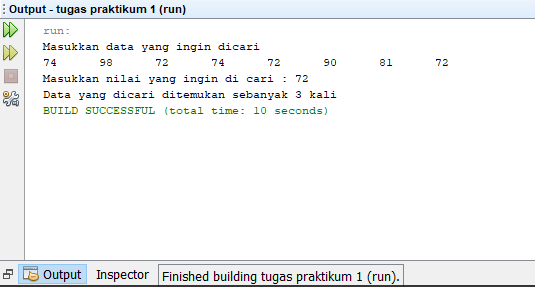 Output - tugas praktikum 1 (run)
run:
Masukkan data yang ingin dicari
74 98 72 74 72 90 81 72
Masukkan nilai yang ingin di cari : 72
Data yang dicari ditemukan sebanyak 3 kali
BUILD SUCCESSFUL (total time: 10 seconds)
Output Inspector Finished building tugas praktikum 1 (run).